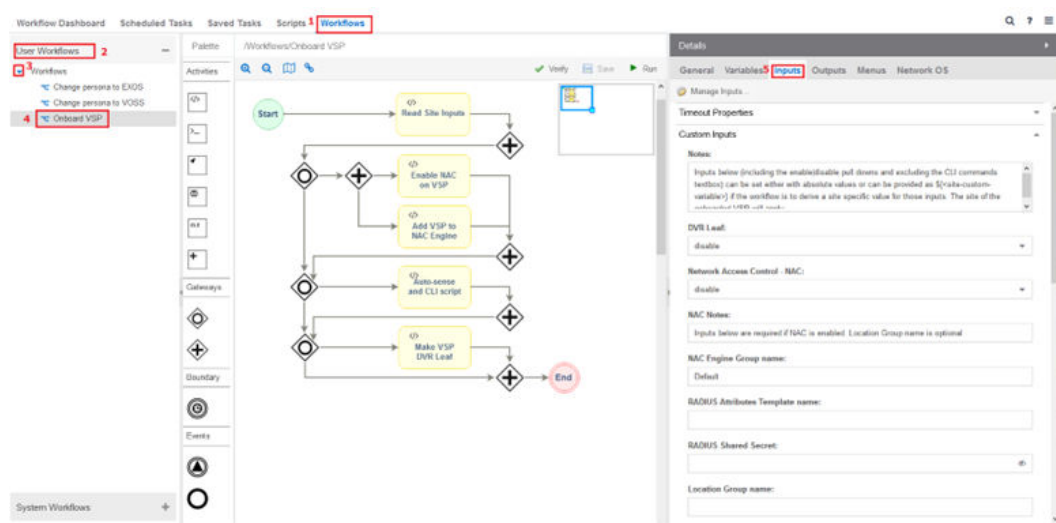 Workflow Dashboard Scheduled Tasks Saved Tasks Scripts 1 Workflows
User Workflows 2
3 Workflows
Change persona to EXOS
Change persona to VOSS
4 Onboard VSP
System Workflows
Palette
Activities
Gateways
Boundary
Events
/Workflows/Onboard VSP
Verify Save Run
Start
Read Site Inputs
Enable NAC
on VSP
Add VSP to
NAC Engine
Auto-sense
and CLI script
Make VSP
DVR Leaf
End
Details
General Variables 5 Inputs Outputs Menus Network OS
Manage Inputs...
Timeout Properties
Custom Inputs
Notes:
Inputs below (including the enable/disable pull downs and excluding the CLI commands
textbox) can be set either with absolute values or can be provided as ${<site-custom-
variable>} if the workflow is to derive a site specific value for those inputs. The site of the
onboarded VSP will apply
DVR Leaf:
disable
Network Access Control - NAC:
disable
NAC Notes:
Inputs below are required if NAC is enabled. Location Group name is optional
NAC Engine Group name:
Default
RADIUS Attributes Template name:
RADIUS Shared Secret:
Location Group name: